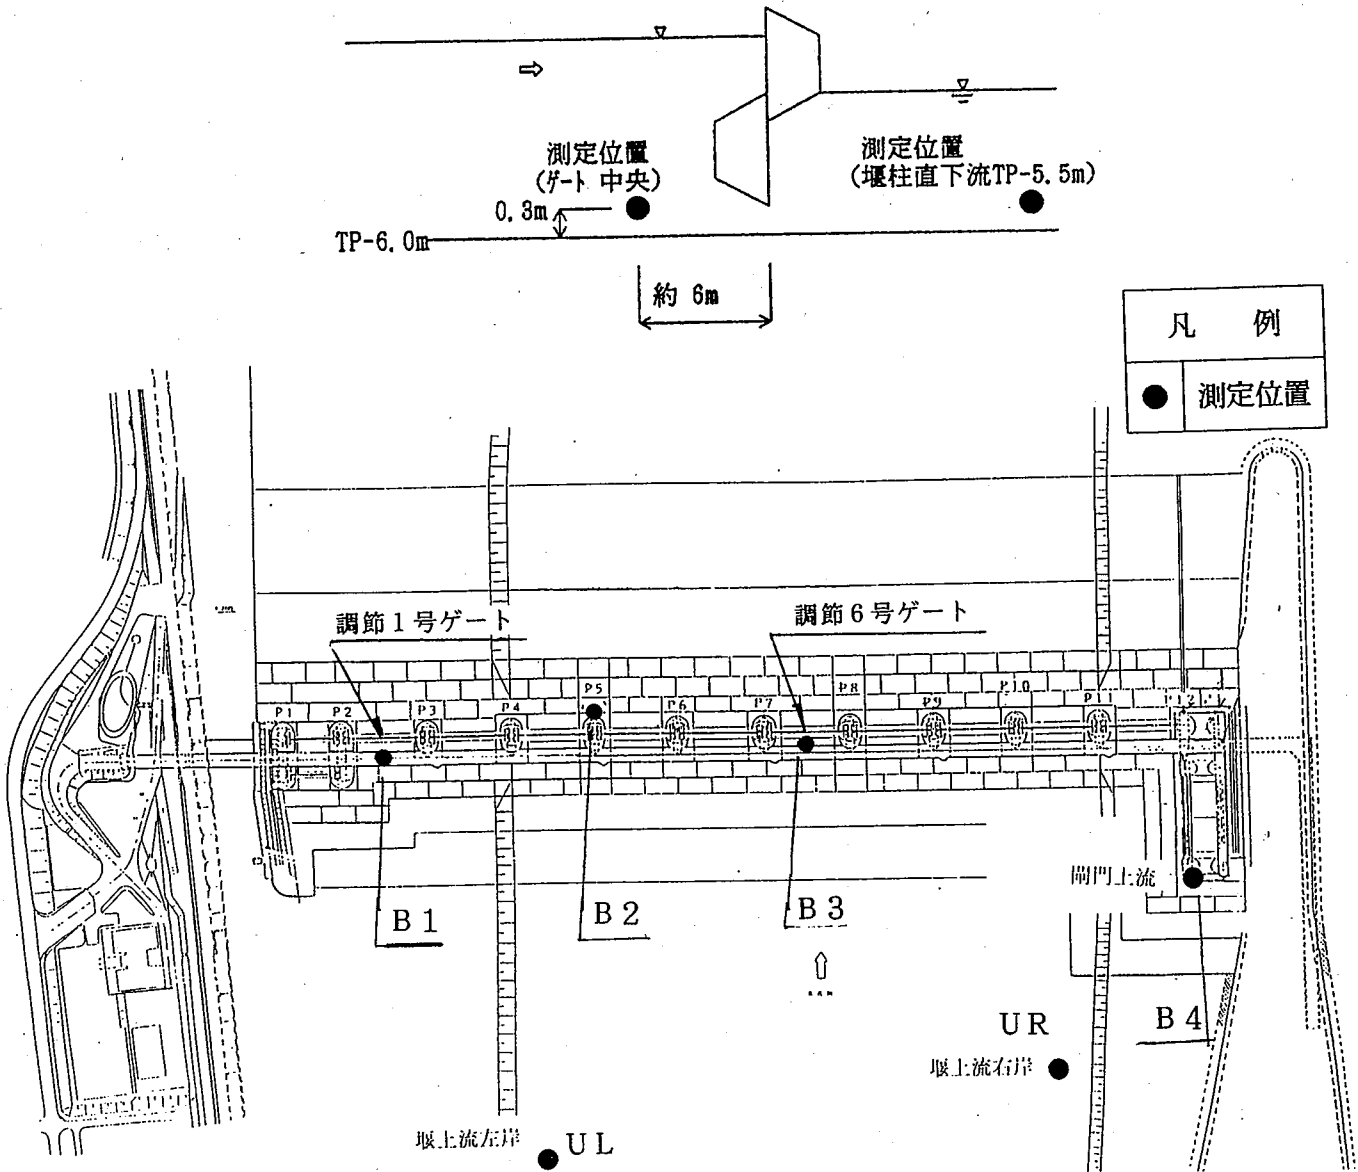 測定位置
(ゲート 中央)
測定位置
(堰柱直下流TP-5.5m)
0.3m
TP-6.0m
約 6m
凡 例
測定位置
調節1号ゲート
調節6号ゲート
P1
P2
P3
P4
P5
P6
P7
P8
P9
P10
P11
B1
B2
B3
閘門上流
B4
UR
堰上流右岸
堰上流左岸
UL